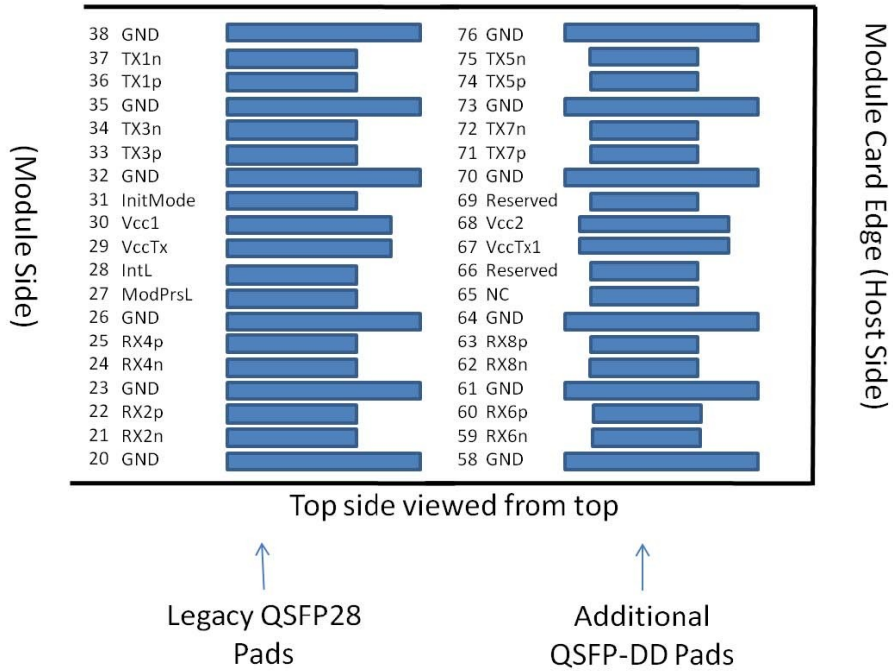 38 GND 76 GND
37 TX1n 75 TX5n
36 TX1p 74 TX5p
35 GND 73 GND
34 TX3n 72 TX7n
33 TX3p 71 TX7p
32 GND 70 GND
31 InitMode 69 Reserved
30 Vcc1 68 Vcc2
29 VccTx 67 VccTx1
28 IntL 66 Reserved
27 ModPrsL 65 NC
26 GND 64 GND
25 RX4p 63 RX8p
24 RX4n 62 RX8n
23 GND 61 GND
22 RX2p 60 RX6p
21 RX2n 59 RX6n
20 GND 58 GND
(Module Side)
Module Card Edge (Host Side)
Top side viewed from top
Legacy QSFP28
Pads
Additional
QSFP-DD Pads